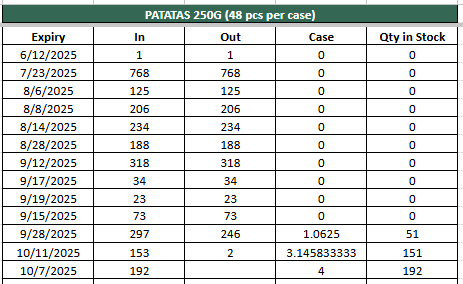 PATATAS 250G (48 pcs per case)
Expiry In Out Case Qty in Stock
6/12/2025 1 1 0 0
7/23/2025 768 768 0 0
8/6/2025 125 125 0 0
8/8/2025 206 206 0 0
8/14/2025 234 234 0 0
8/28/2025 188 188 0 0
9/12/2025 318 318 0 0
9/17/2025 34 34 0 0
9/19/2025 23 23 0 0
9/15/2025 73 73 0 0
9/28/2025 297 246 1.0625 51
10/11/2025 153 2 3.145833333 151
10/7/2025 192 4 192